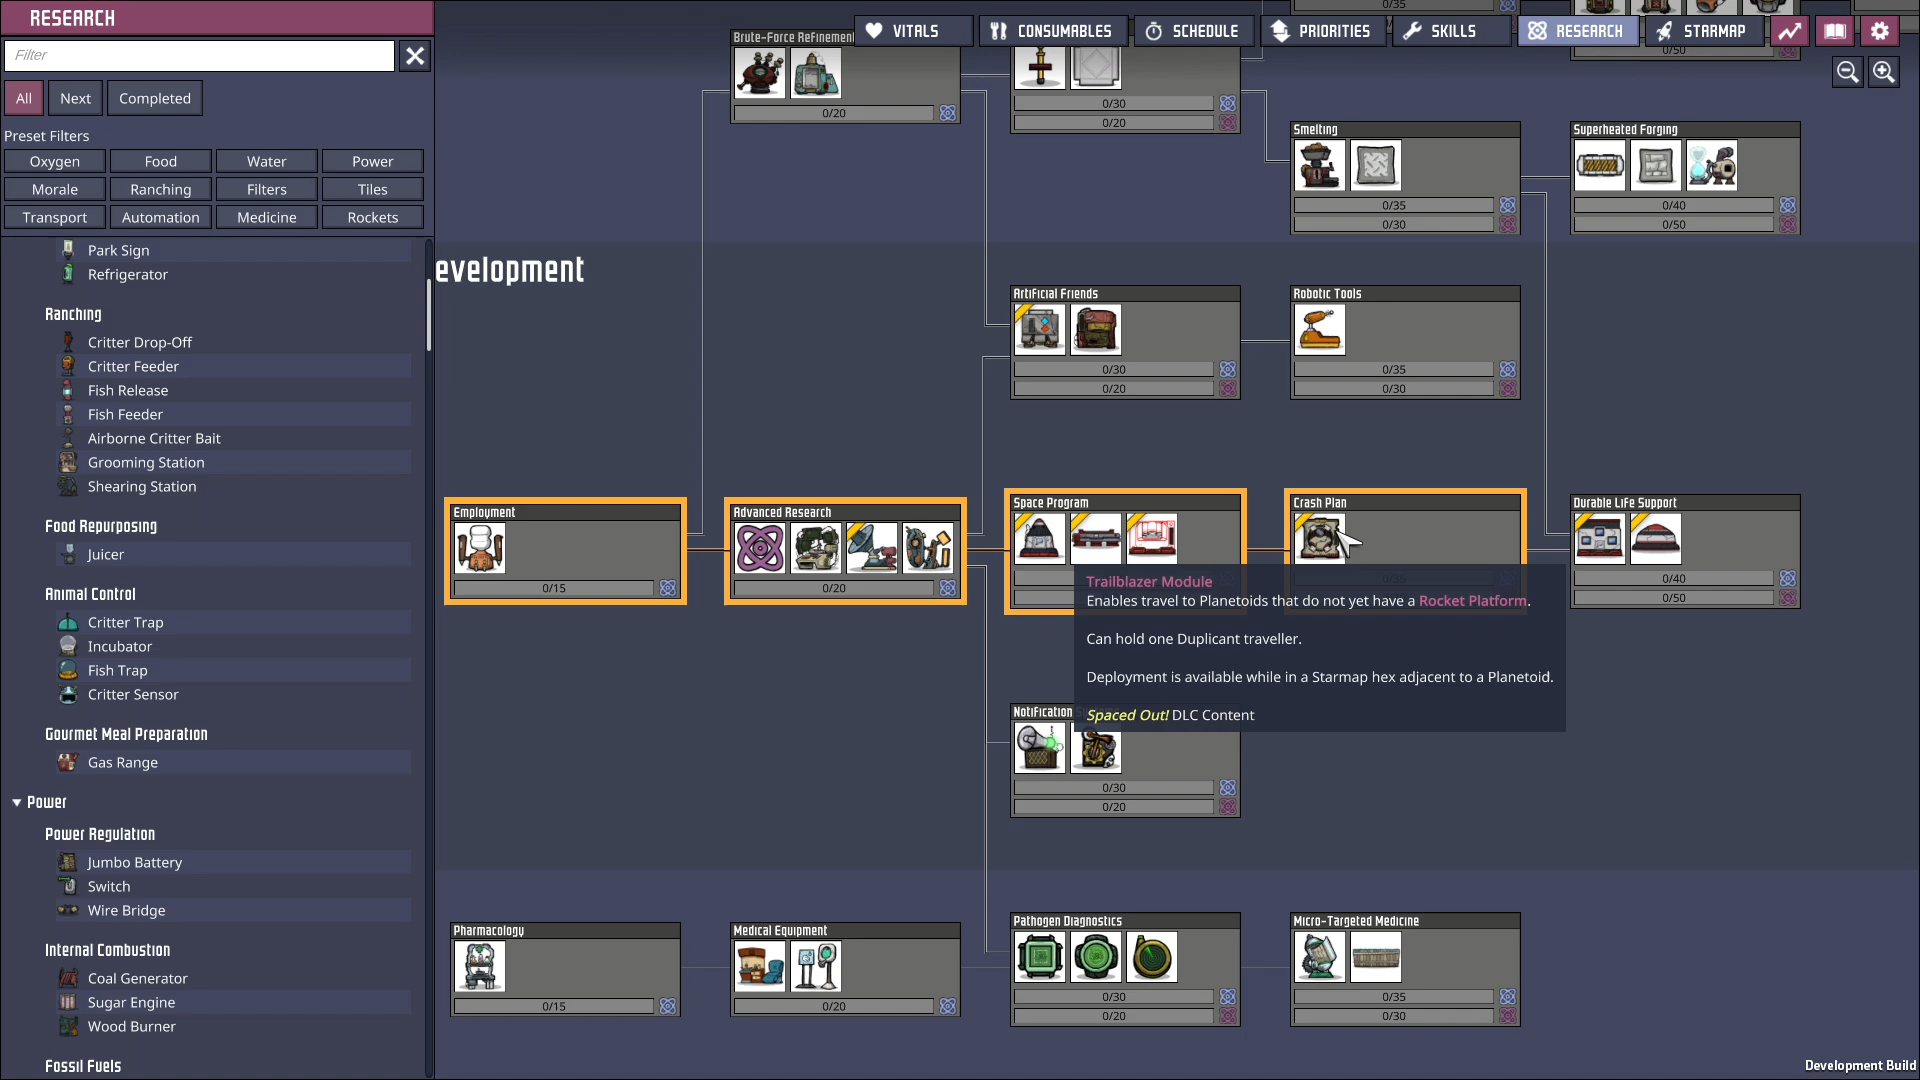 RESEARCH
Filter
All
Next
Completed
Preset Filters
Oxygen
Food
Water
Power
Morale
Ranching
Filters
Tiles
Transport
Automation
Medicine
Rockets
Park Sign
Refrigerator
Ranching
Critter Drop-Off
Critter Feeder
Fish Release
Fish Feeder
Airborne Critter Bait
Grooming Station
Shearing Station
Food Repurposing
Juicer
Animal Control
Critter Trap
Incubator
Fish Trap
Critter Sensor
Gourmet Meal Preparation
Gas Range
Power
Power Regulation
Jumbo Battery
Switch
Wire Bridge
Internal Combustion
Coal Generator
Sugar Engine
Wood Burner
Fossil Fuels
VITALS
CONSUMABLES
SCHEDULE
PRIORITIES
SKILLS
RESEARCH
STARMAP
0/35
0/50
Brute-Force Refinement
0/20
0/30
0/20
Smelting
0/35
0/30
Superheated Forging
0/40
0/50
evelopment
Artificial Friends
0/30
0/20
Robotic Tools
0/35
0/30
Employment
0/15
Advanced Research
0/20
Space Program
Crash Plan
Durable Life Support
0/40
0/50
Trailblazer Module
Enables travel to Planetoids that do not yet have a Rocket Platform.
Can hold one Duplicant traveller.
Deployment is available while in a Starmap hex adjacent to a Planetoid.
Spaced Out! DLC Content
Notification
0/30
0/20
Pharmacology
0/15
Medical Equipment
0/20
Pathogen Diagnostics
0/30
0/20
Micro-Targeted Medicine
0/35
0/30
Development Build